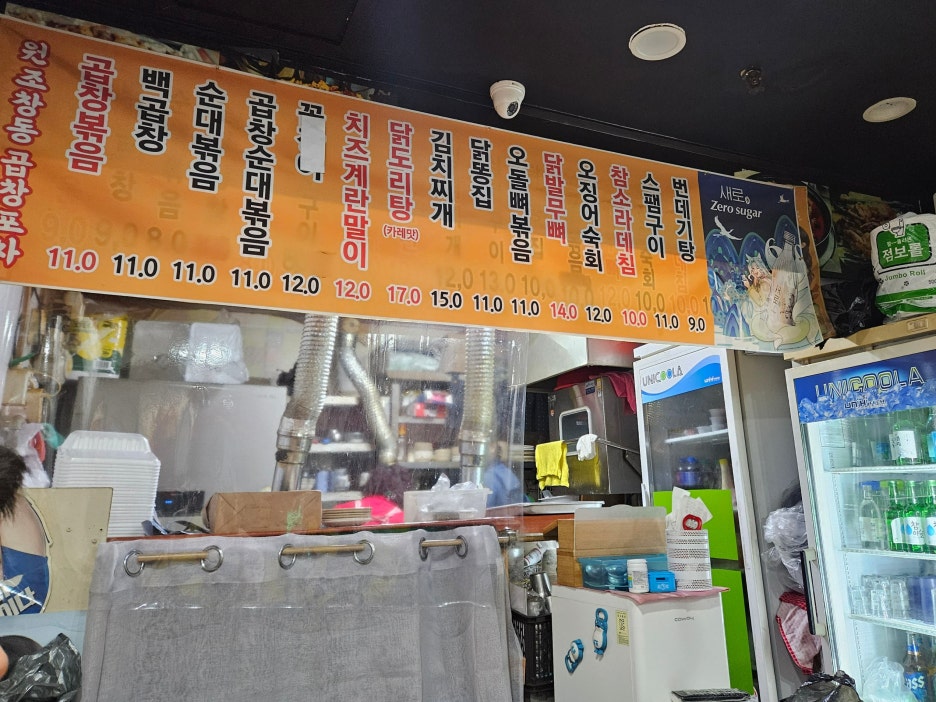 원조창동곱창포차
곱창볶음
11.0
백곱창
11.0
순대볶음
11.0
곱창순대볶음
11.0
12.0
치즈계란말이
12.0
닭도리탕
(카레맛)
17.0
김치찌개
15.0
닭똥집
11.0
오돌뼈볶음
11.0
닭발무뼈
14.0
오징어숙회
12.0
참소라데침
10.0
스팸구이
11.0
번데기탕
9.0
새로
Zero sugar
점보롤
Jumbo Roll
UNICOOLA
UNICOOLA